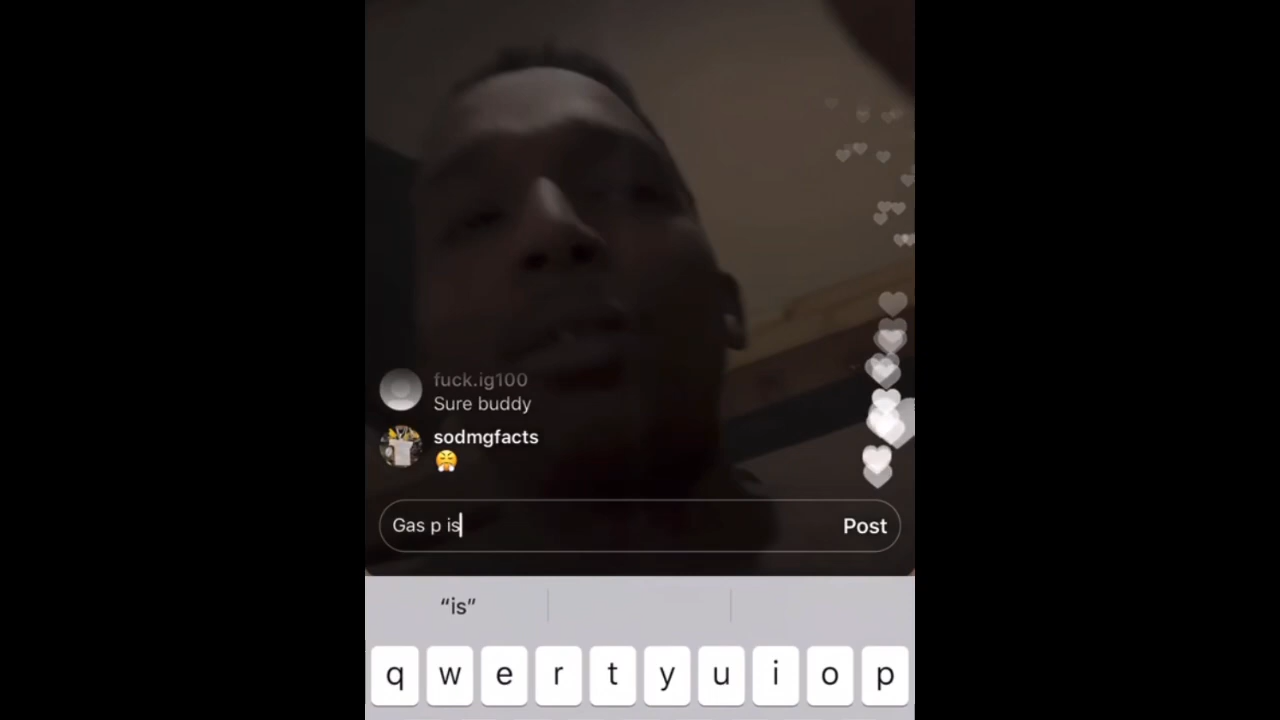 fuck.ig100
Sure buddy
sodmgfacts
😤
Gas p is
Post
“is”
q w e r t y u i o p